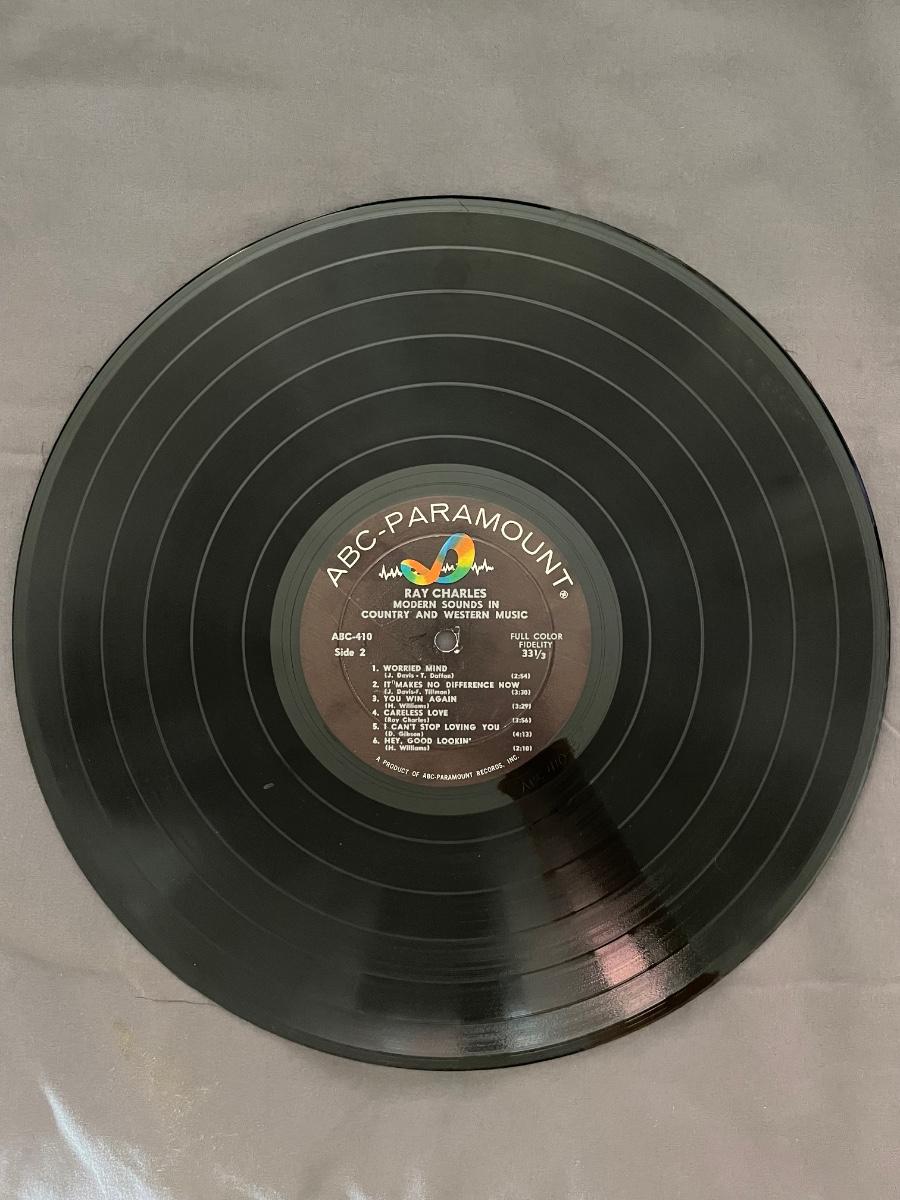 ABC-PARAMOUNT
RAY CHARLES
MODERN SOUNDS IN
COUNTRY AND WESTERN MUSIC
ABC-410
Side 2
FULL COLOR
FIDELITY
33 1/3
1. WORRIED MIND
(J. Davis - T. Daffan) (2:54)
2. IT MAKES NO DIFFERENCE NOW
(J. Davis-F. Tillman) (3:30)
3. YOU WIN AGAIN
(H. Williams) (3:29)
4. CARELESS LOVE
(Ray Charles) (3:56)
5. I CAN'T STOP LOVING YOU
(D. Gibson) (4:13)
6. HEY, GOOD LOOKIN'
(H. Williams) (2:10)
A PRODUCT OF ABC-PARAMOUNT RECORDS, INC.